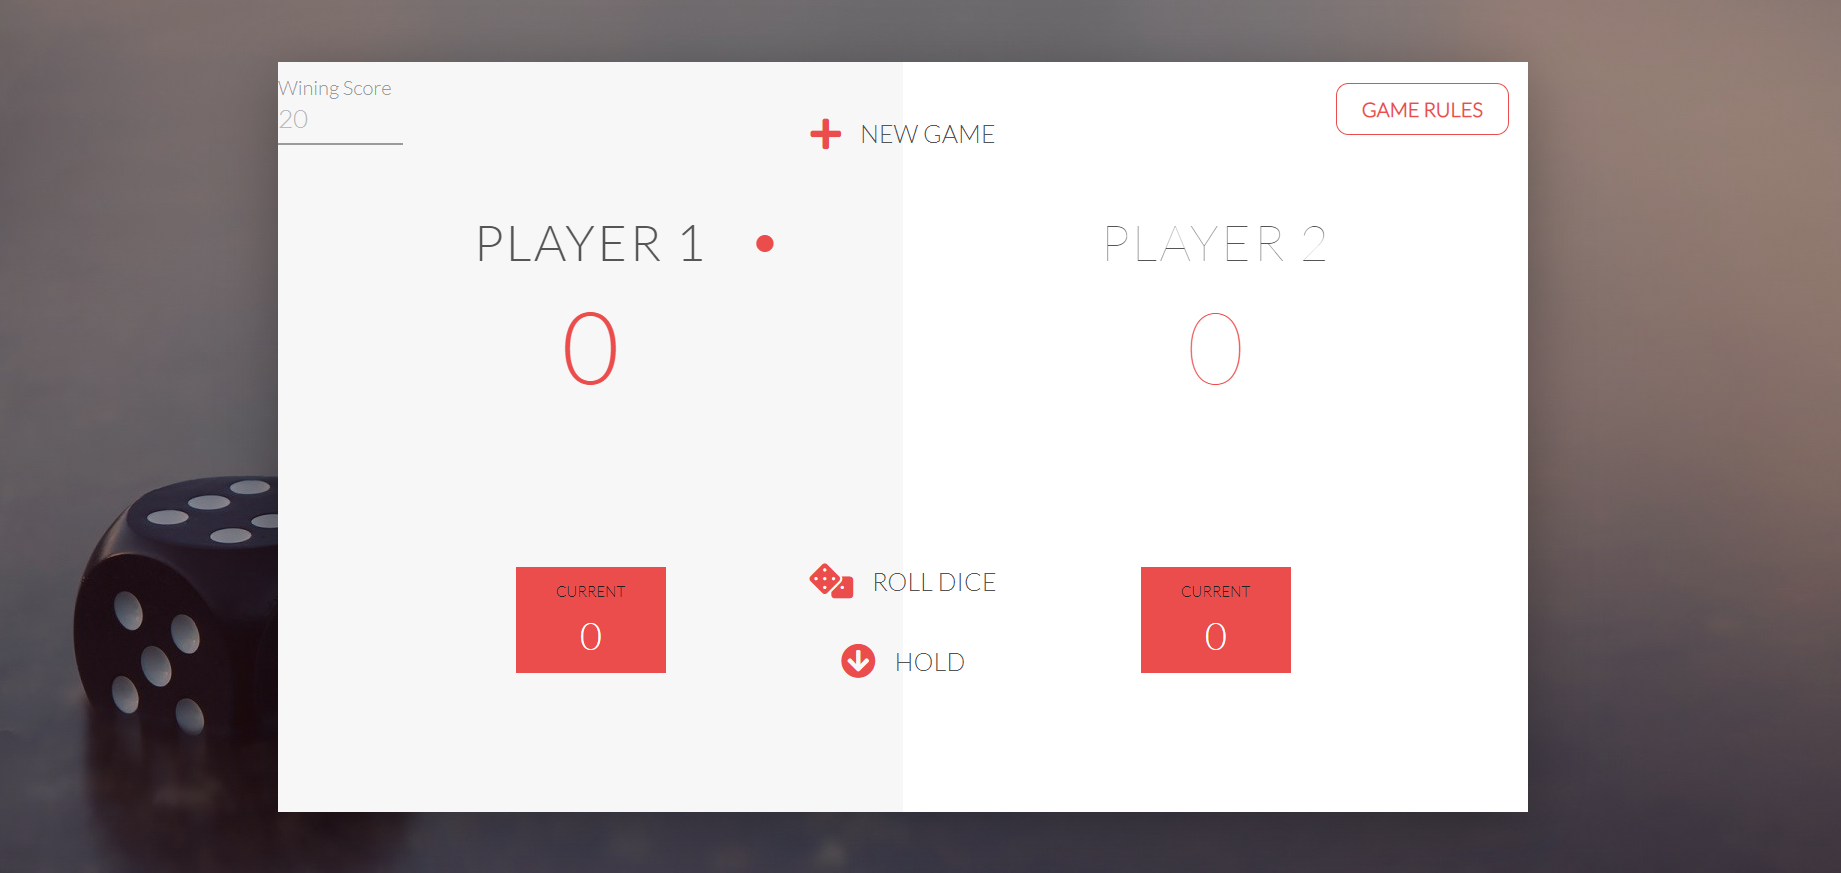 Wining Score
20
NEW GAME
GAME RULES
PLAYER 1
PLAYER 2
0
0
CURRENT
0
ROLL DICE
HOLD
CURRENT
0